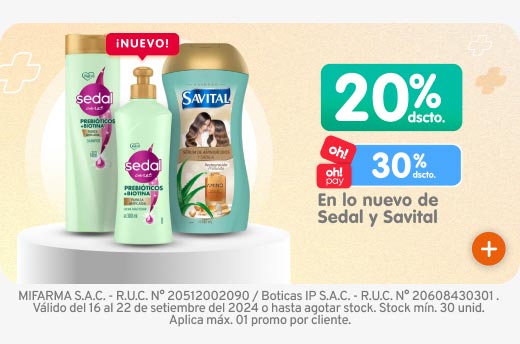 ¡NUEVO!
sedal
PREBIÓTICOS
+BIOTINA
SHAMPOO
sedal
PREBIÓTICOS
+BIOTINA
SAVITAL
20%
dscto.
oh!
oh!
pay
30%
dscto.
En lo nuevo de
Sedal y Savital
+
MIFARMA S.A.C. - R.U.C. N° 20512002090 / Boticas IP S.A.C. - R.U.C. N° 20608430301 .
Válido del 16 al 22 de setiembre del 2024 o hasta agotar stock. Stock mín. 30 unid.
Aplica máx. 01 promo por cliente.